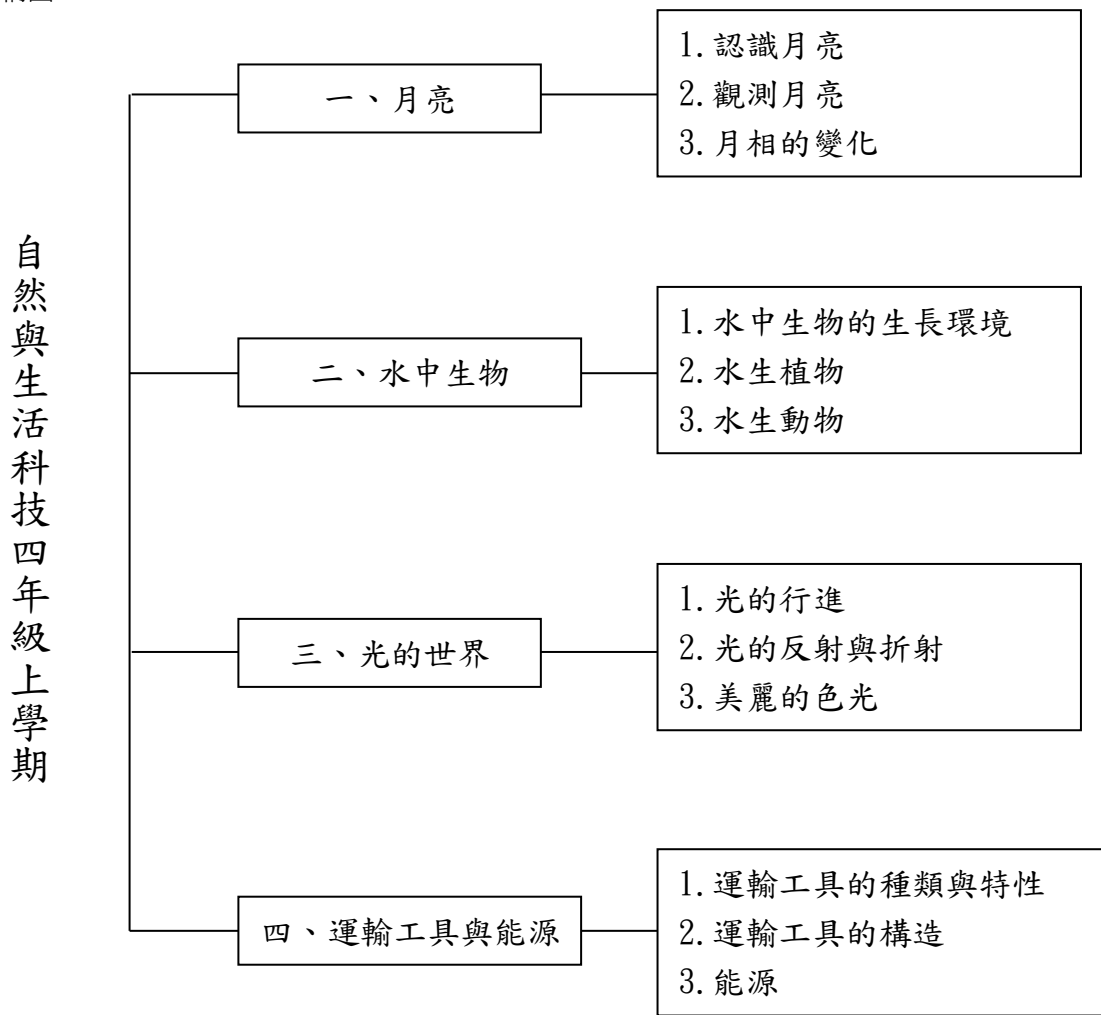 自然與生活科技四年級上學期
一、月亮
1.認識月亮
2.觀測月亮
3.月相的變化
二、水中生物
1.水中生物的生長環境
2.水生植物
3.水生動物
三、光的世界
1.光的行進
2.光的反射與折射
3.美麗的色光
四、運輸工具與能源
1.運輸工具的種類與特性
2.運輸工具的構造
3.能源